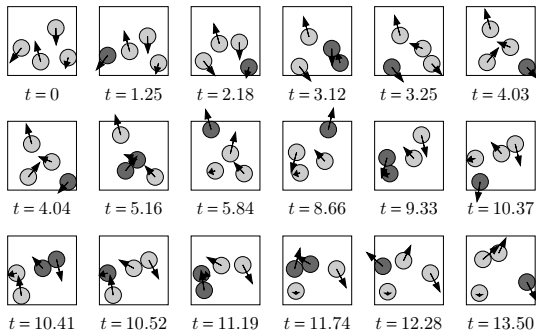 t=0 t=1.25 t=2.18 t=3.12 t=3.25 t=4.03
t=4.04 t=5.16 t=5.84 t=8.66 t=9.33 t=10.37
t=10.41 t=10.52 t=11.19 t=11.74 t=12.28 t=13.50